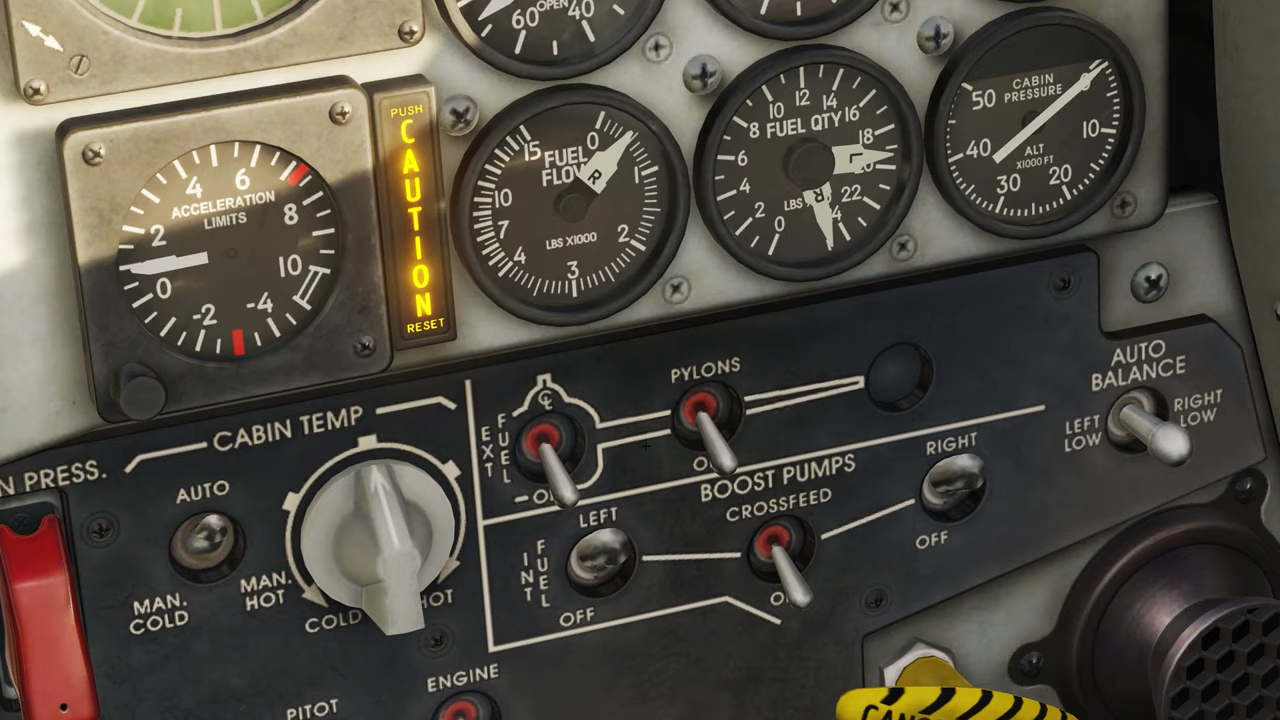 60 OPEN 40
PUSH
CAUTION
RESET
4 6
ACCELERATION
LIMITS
2 8
0 10
-2 -4
15 0
FUEL
FLOW
R
10 1
7
4 2
3
LBS X1000
10 12 14
8 FUEL QTY 16
6 18
L
4 20
R
2 LBS 22
0
50 CABIN
PRESSURE
10
40 ALT
X1000 FT
30 20
N PRESS.
CABIN TEMP
AUTO
MAN.
COLD
MAN.
HOT
COLD
HOT
EXT
FUEL
CL
PYLONS
AUTO
BALANCE
LEFT
LOW
RIGHT
LOW
BOOST PUMPS
LEFT
CROSSFEED
RIGHT
INT
FUEL
OFF
OFF
ENGINE
PITOT